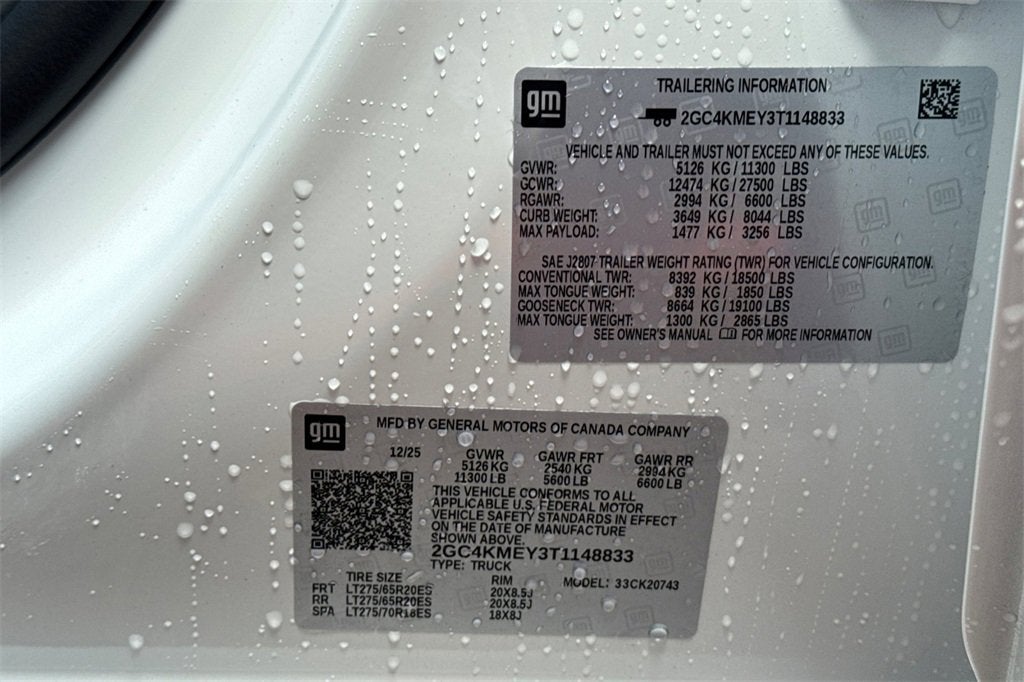 gm
TRAILERING INFORMATION
2GC4KMEY3T1148833
VEHICLE AND TRAILER MUST NOT EXCEED ANY OF THESE VALUES.
GVWR: 5126 KG / 11300 LBS
GCWR: 12474 KG / 27500 LBS
RGAWR: 2994 KG / 6600 LBS
CURB WEIGHT: 3649 KG / 8044 LBS
MAX PAYLOAD: 1477 KG / 3256 LBS
SAE J2807 TRAILER WEIGHT RATING (TWR) FOR VEHICLE CONFIGURATION.
CONVENTIONAL TWR: 8392 KG / 18500 LBS
MAX TONGUE WEIGHT: 839 KG / 1850 LBS
GOOSENECK TWR: 8664 KG / 19100 LBS
MAX TONGUE WEIGHT: 1300 KG / 2865 LBS
SEE OWNER'S MANUAL FOR MORE INFORMATION
gm
MFD BY GENERAL MOTORS OF CANADA COMPANY
12/25 GVWR GAWR FRT GAWR RR
5126 KG 2540 KG 2994 KG
11300 LB 5600 LB 6600 LB
THIS VEHICLE CONFORMS TO ALL
APPLICABLE U.S. FEDERAL MOTOR
VEHICLE SAFETY STANDARDS IN EFFECT
ON THE DATE OF MANUFACTURE
SHOWN ABOVE.
2GC4KMEY3T1148833
TYPE: TRUCK
TIRE SIZE RIM MODEL: 33CK20743
FRT LT275/65R20ES 20X8.5J
RR LT275/65R20ES 20X8.5J
SPA LT275/70R18ES 18X8J